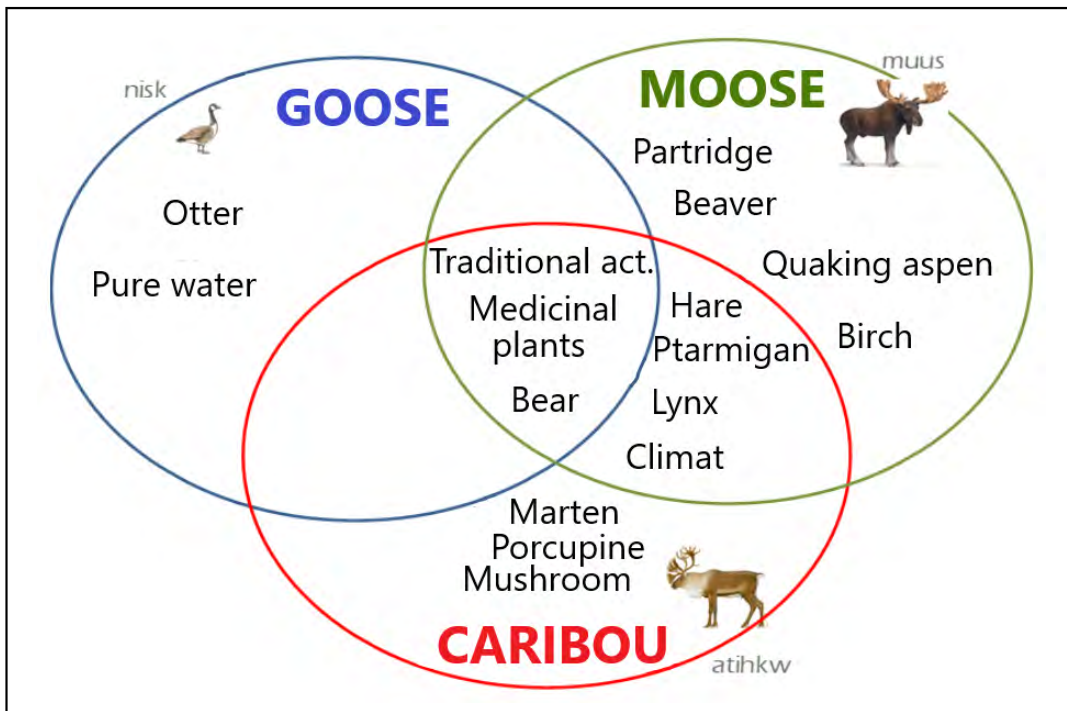 nisk
GOOSE
Otter
Pure water
muus
MOOSE
Partridge
Beaver
Quaking aspen
Birch
Traditional act.
Medicinal
plants
Bear
Hare
Ptarmigan
Lynx
Climat
Marten
Porcupine
Mushroom
CARIBOU
atihkw